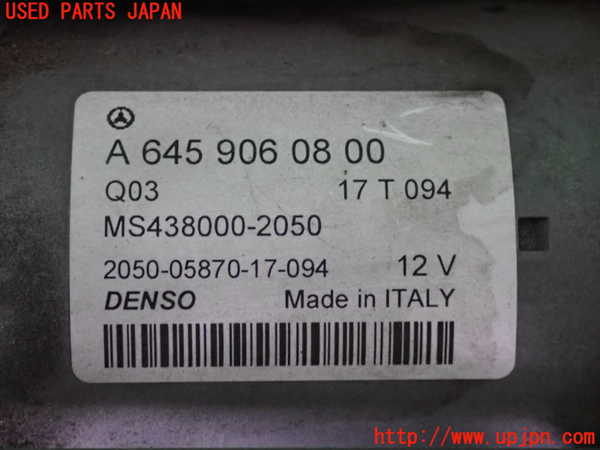 USED PARTS JAPAN
A 645 906 08 00
Q03 17 T 094
MS438000-2050
2050-05870-17-094 12 V
DENSO Made in ITALY
http://www.upjpn.com/